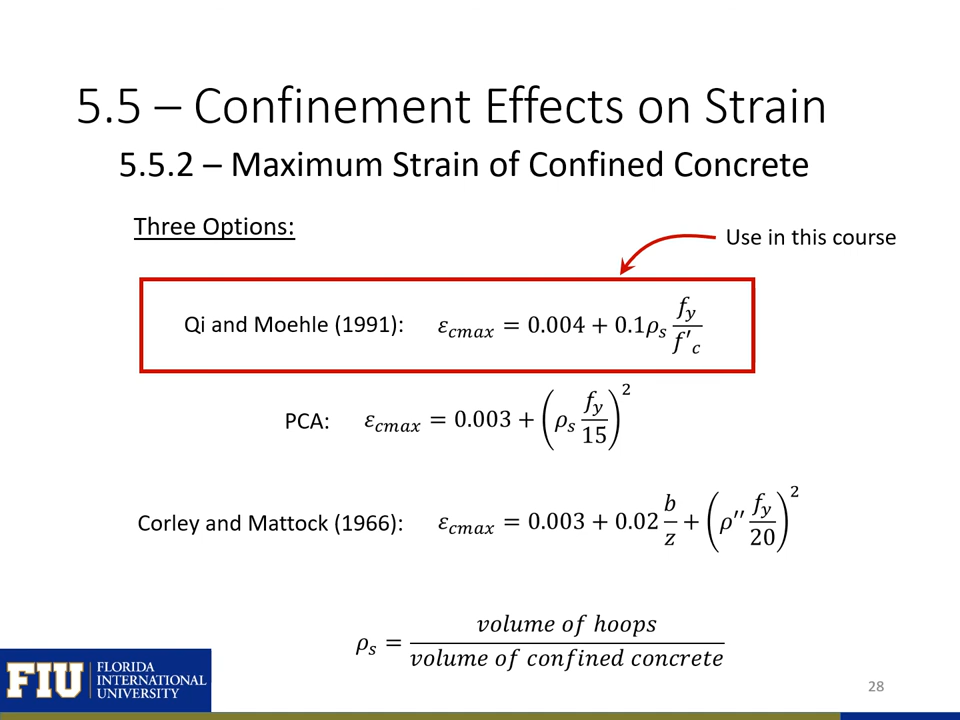 5.5 – Confinement Effects on Strain
5.5.2 – Maximum Strain of Confined Concrete
Three Options:
Use in this course
Qi and Moehle (1991): ε_cmax = 0.004 + 0.1ρ_s f_y / f'_c
PCA: ε_cmax = 0.003 + (ρ_s f_y / 15)^2
Corley and Mattock (1966): ε_cmax = 0.003 + 0.02 b / z + (ρ'' f_y / 20)^2
ρ_s = volume of hoops / volume of confined concrete
FIU
FLORIDA
INTERNATIONAL
UNIVERSITY
28